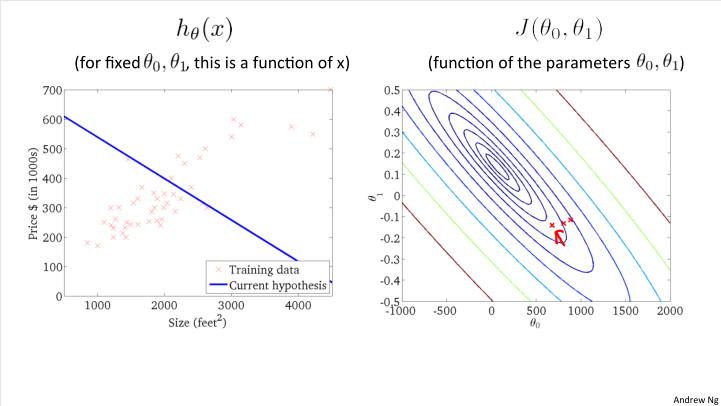 hθ(x)
(for fixed θ₀, θ₁, this is a function of x)
700
600
500
400
300
200
100
0
Price $ (in 1000s)
1000
2000
3000
4000
Size (feet²)
Training data
Current hypothesis
J(θ₀, θ₁)
(function of the parameters θ₀, θ₁)
0.5
0.4
0.3
0.2
0.1
0
-0.1
-0.2
-0.3
-0.4
-0.5
θ₁
-1000
-500
0
500
1000
1500
2000
θ₀
Andrew Ng